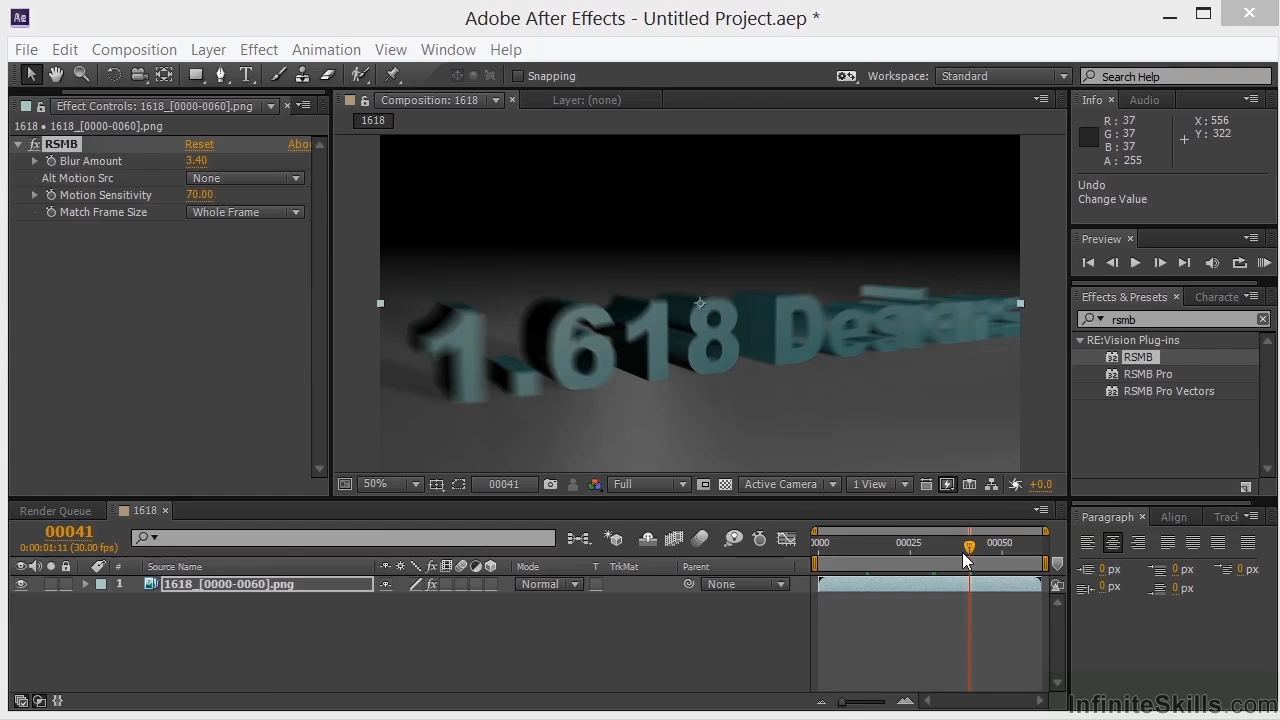 Ae Adobe After Effects - Untitled Project.aep *
File Edit Composition Layer Effect Animation View Window Help
T Snapping Workspace: Standard Search Help
Effect Controls: 1618_[0000-0060].png
1618 • 1618_[0000-0060].png
fx RSMB Reset Abou
Blur Amount 3.40
Alt Motion Src None
Motion Sensitivity 70.00
Match Frame Size Whole Frame
Composition: 1618 Layer: (none)
1618
1.618 Designs
50% 00041 Full Active Camera 1 View +0.0
Info Audio
R: 37 X: 556
G: 37 Y: 322
B: 37
A: 255
Undo
Change Value
Preview
Effects & Presets Characte
rsmb
RE:Vision Plug-ins
RSMB
RSMB Pro
RSMB Pro Vectors
Render Queue 1618
00041
0:00:01:11 (30.00 fps)
0000 00025 00050
# Source Name Mode T TrkMat Parent
1 1618_[0000-0060].png fx Normal None
Paragraph Align Track
0 px 0 px 0 px
0 px 0 px
InfiniteSkills.com